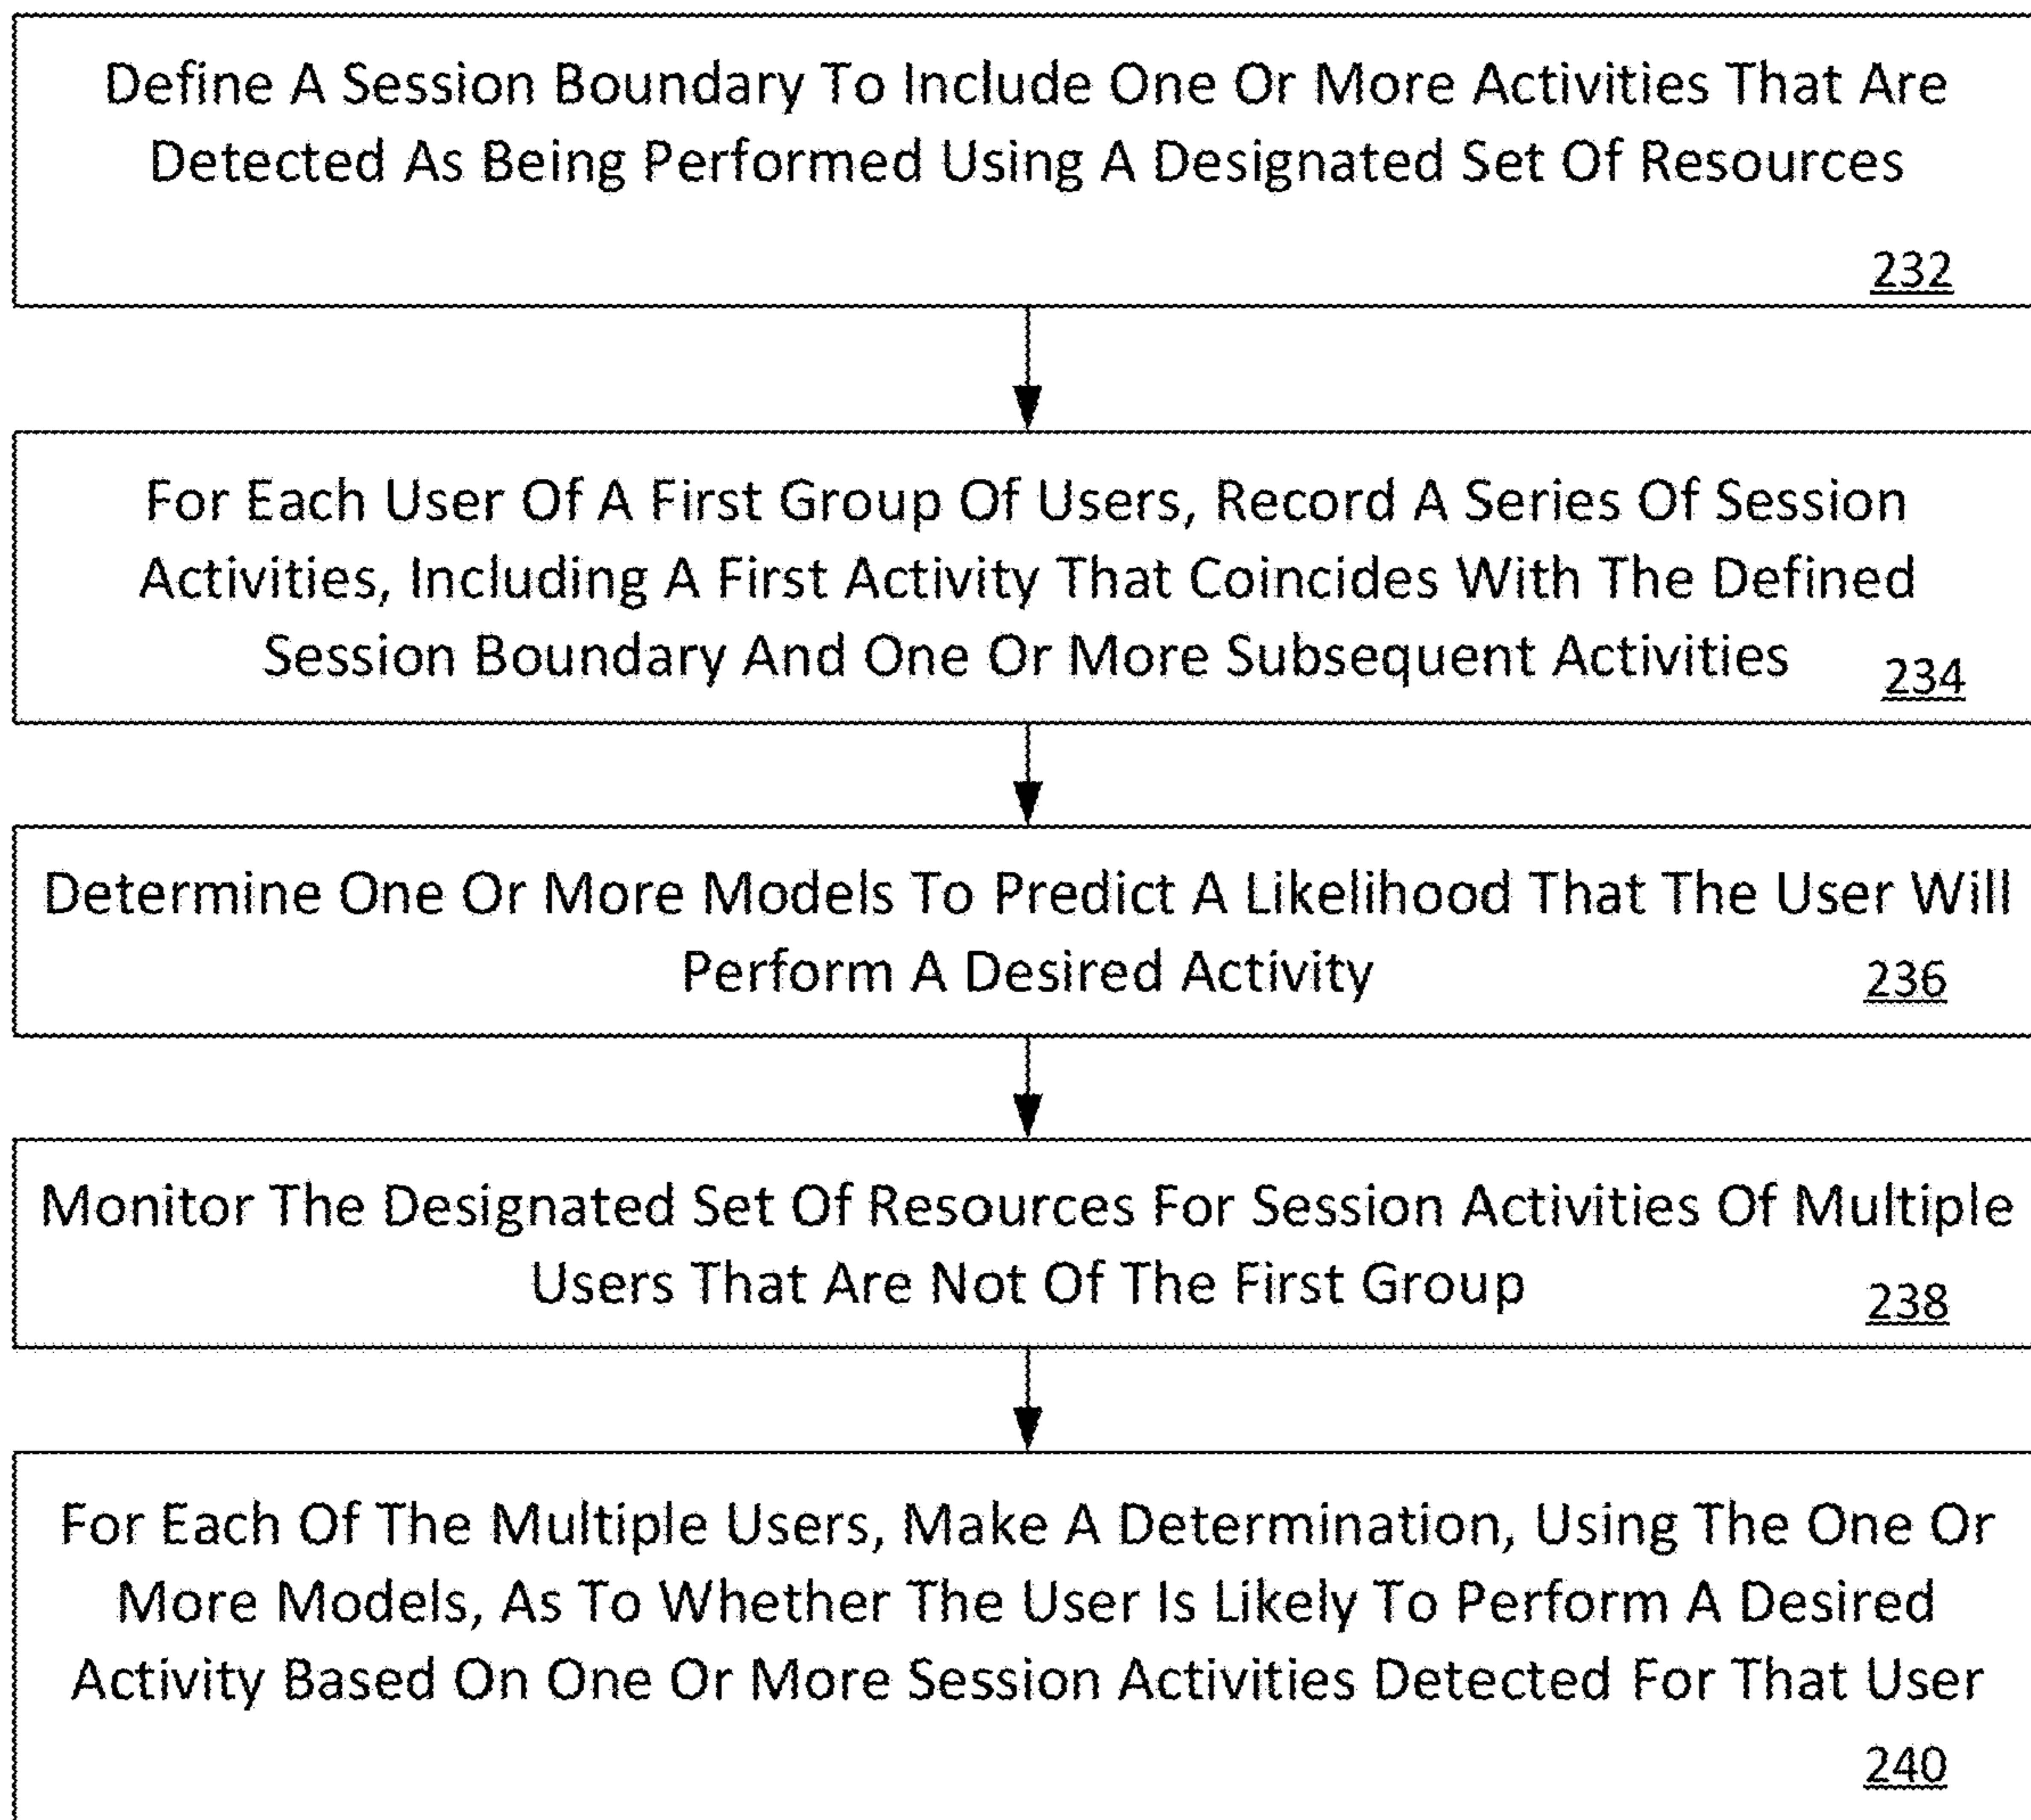 Define A Session Boundary To Include One Or More Activities That Are
Detected As Being Performed Using A Designated Set Of Resources
232
For Each User Of A First Group Of Users, Record A Series Of Session
Activities, Including A First Activity That Coincides With The Defined
Session Boundary And One Or More Subsequent Activities
234
Determine One Or More Models To Predict A Likelihood That The User Will
Perform A Desired Activity
236
Monitor The Designated Set Of Resources For Session Activities Of Multiple
Users That Are Not Of The First Group
238
For Each Of The Multiple Users, Make A Determination, Using The One Or
More Models, As To Whether The User Is Likely To Perform A Desired
Activity Based On One Or More Session Activities Detected For That User
240